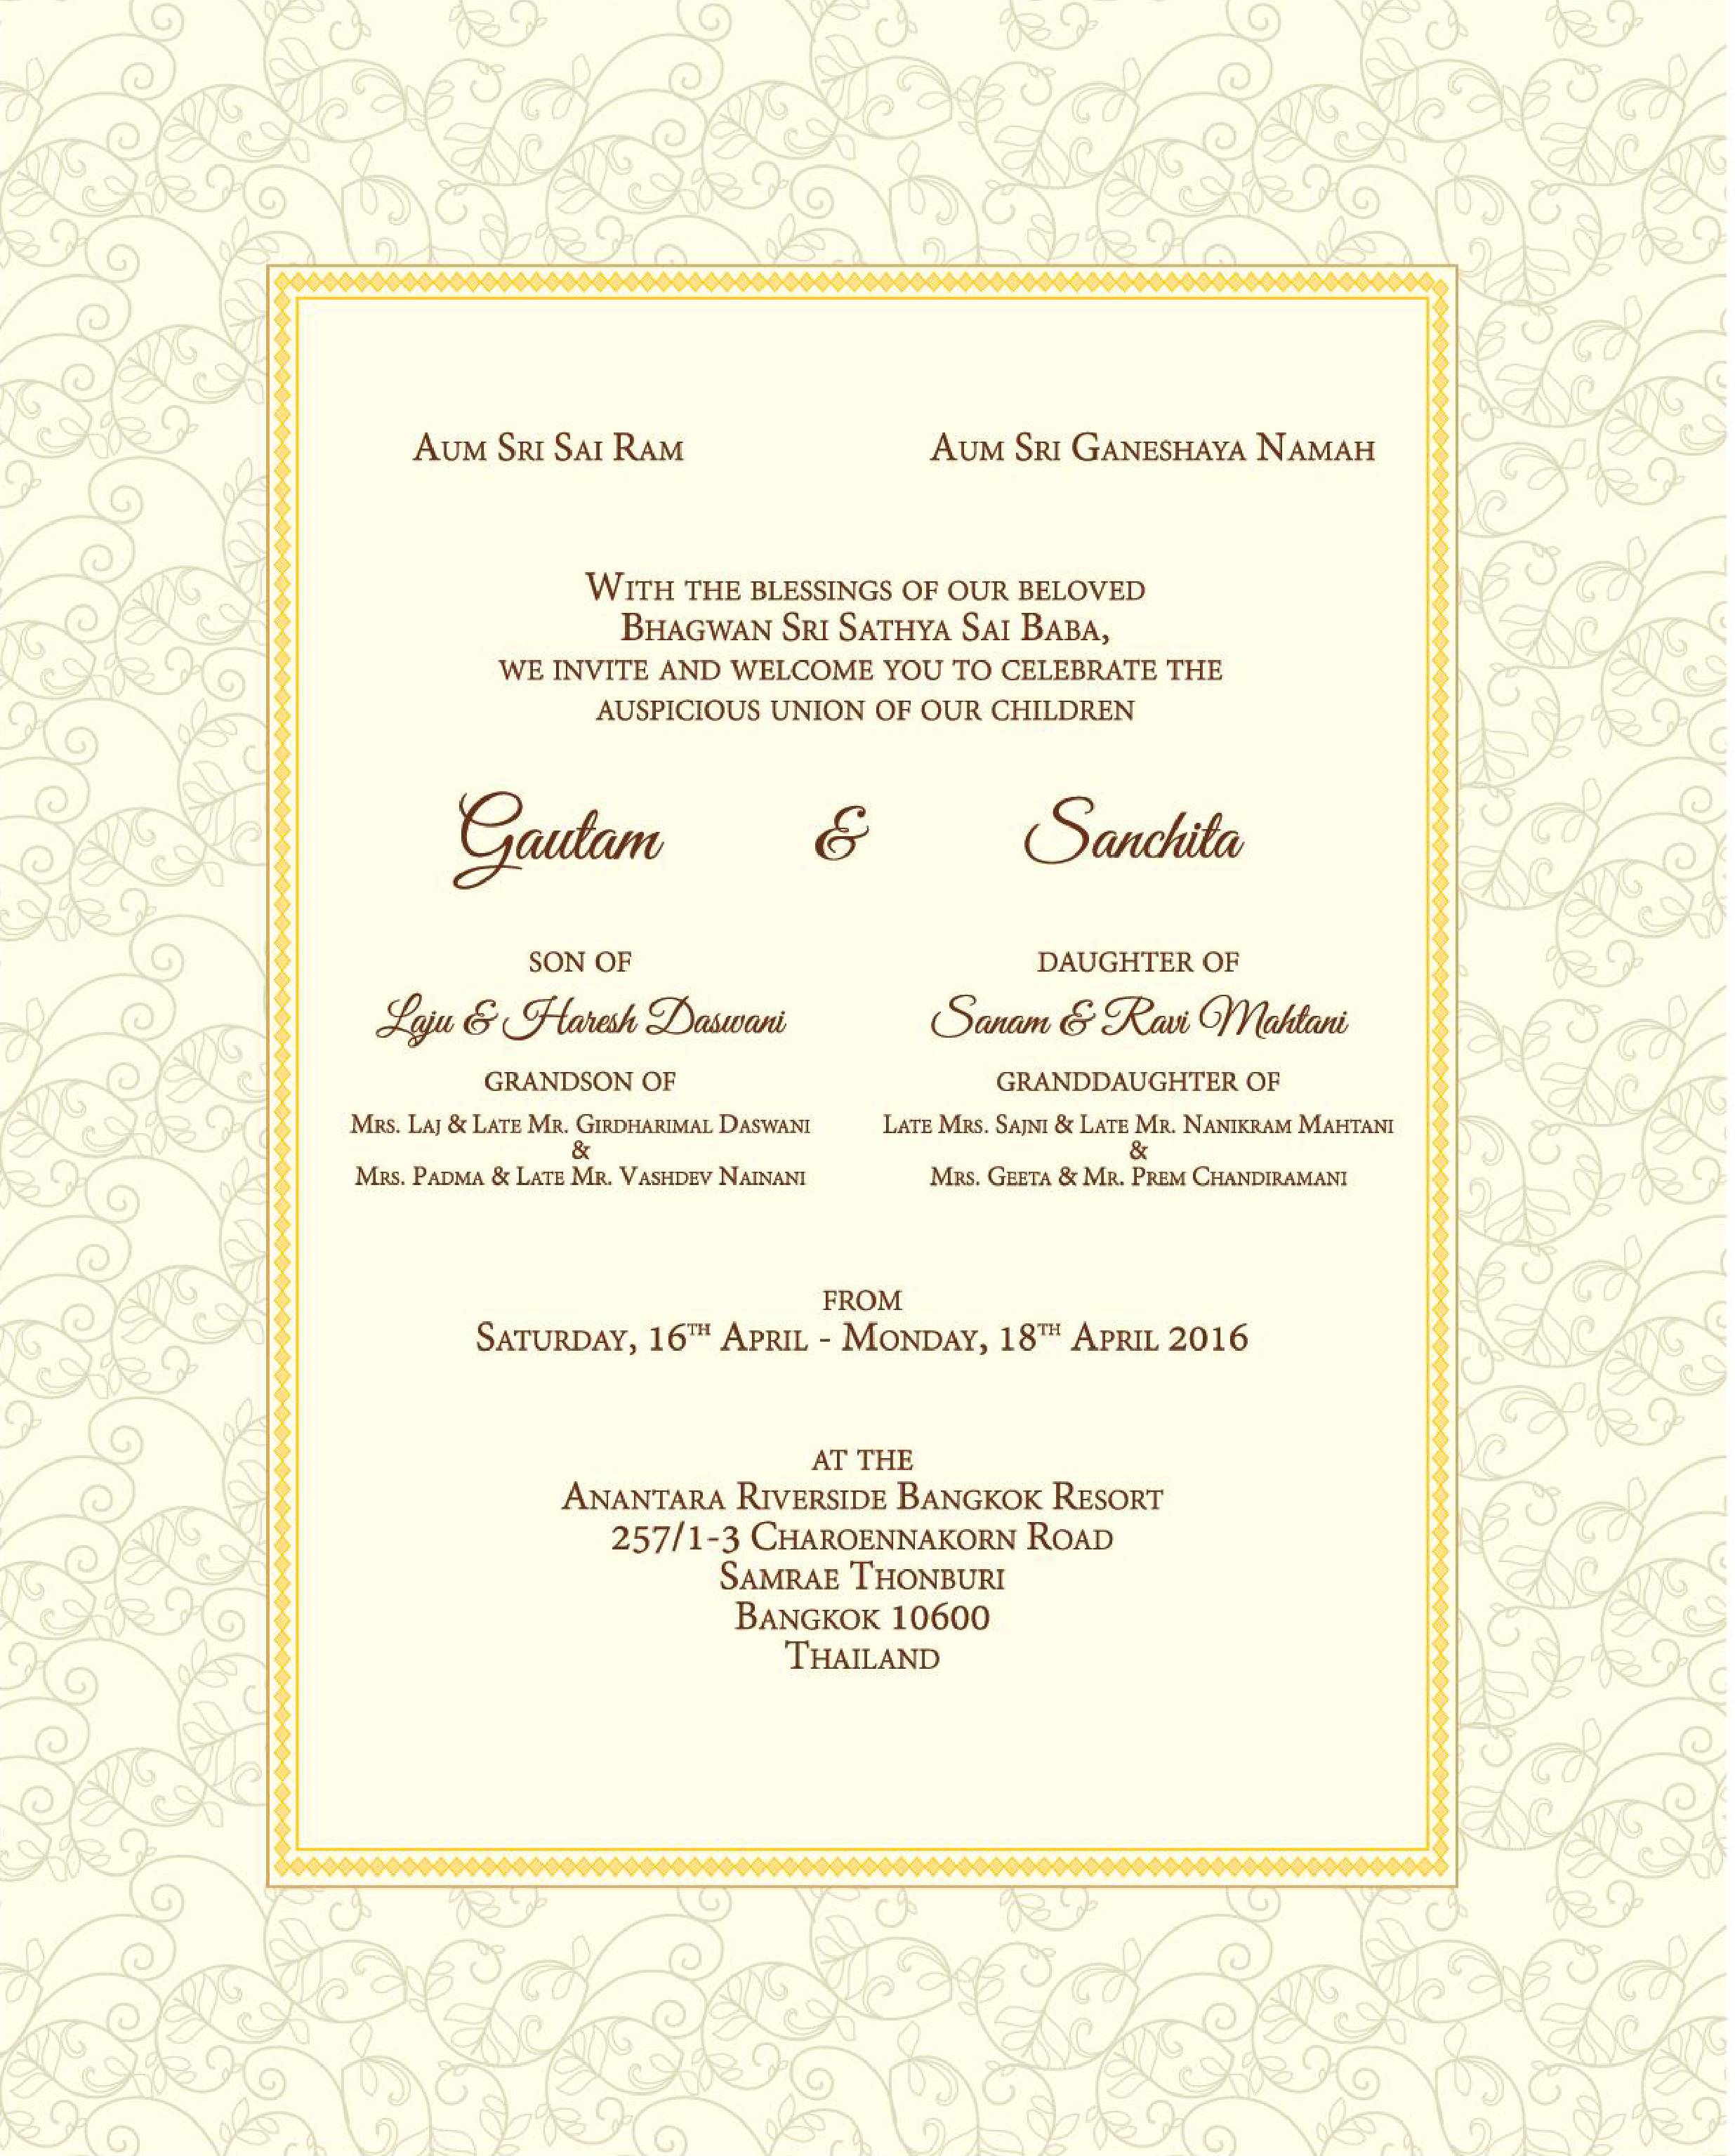 Aum Sri Sai Ram
Aum Sri Ganeshaya Namah
With the blessings of our beloved
Bhagwan Sri Sathya Sai Baba,
we invite and welcome you to celebrate the
auspicious union of our children
Gautam & Sanchita
son of
Laju & Haresh Daswani
grandson of
Mrs. Laj & Late Mr. Girdharimal Daswani
&
Mrs. Padma & Late Mr. Vashdev Nainani
daughter of
Sanam & Ravi Mahtani
granddaughter of
Late Mrs. Sajni & Late Mr. Nanikram Mahtani
&
Mrs. Geeta & Mr. Prem Chandiramani
from
Saturday, 16th April - Monday, 18th April 2016
at the
Anantara Riverside Bangkok Resort
257/1-3 Charoennakorn Road
Samrae Thonburi
Bangkok 10600
Thailand